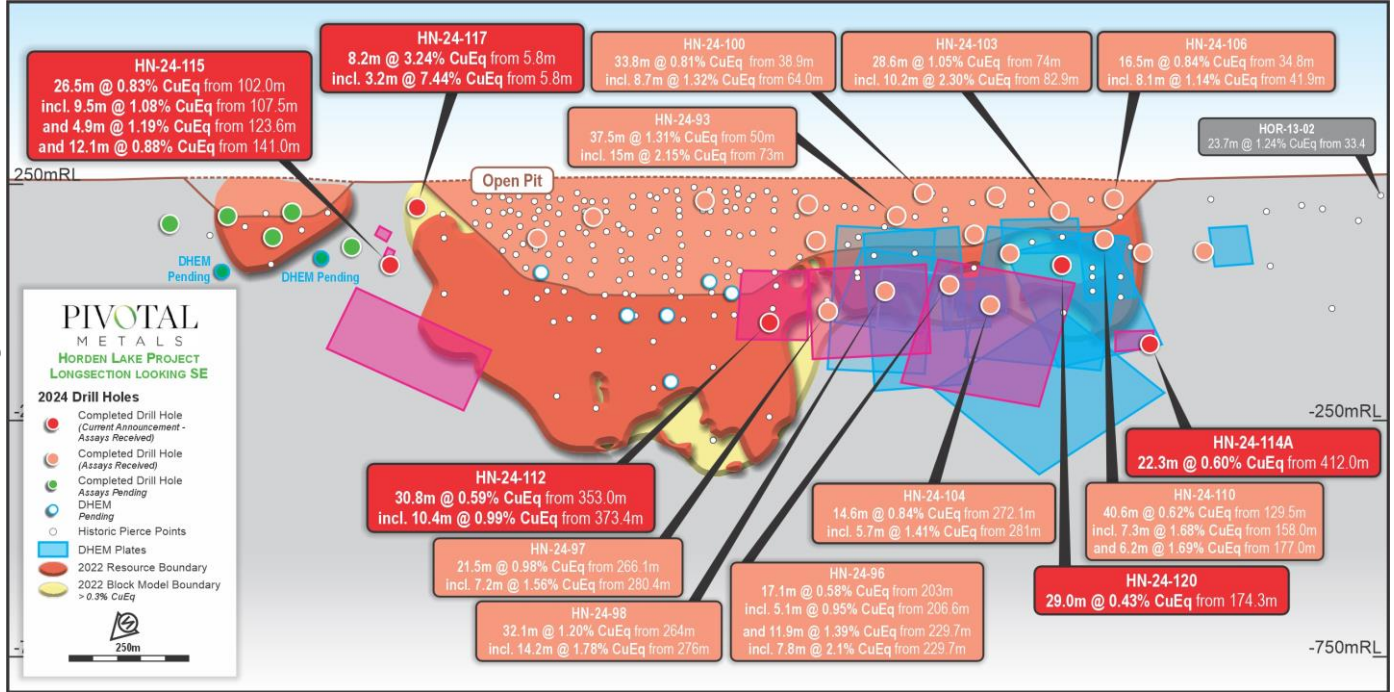 HN-24-115
26.5m @ 0.83% CuEq from 102.0m
incl. 9.5m @ 1.08% CuEq from 107.5m
and 4.9m @ 1.19% CuEq from 123.6m
and 12.1m @ 0.88% CuEq from 141.0m
HN-24-117
8.2m @ 3.24% CuEq from 5.8m
incl. 3.2m @ 7.44% CuEq from 5.8m
HN-24-100
33.8m @ 0.81% CuEq from 38.9m
incl. 8.7m @ 1.32% CuEq from 64.0m
HN-24-103
28.6m @ 1.05% CuEq from 74m
incl. 10.2m @ 2.30% CuEq from 82.9m
HN-24-106
16.5m @ 0.84% CuEq from 34.8m
incl. 8.1m @ 1.14% CuEq from 41.9m
HN-24-93
37.5m @ 1.31% CuEq from 50m
incl. 15m @ 2.15% CuEq from 73m
HOR-13-02
23.7m @ 1.24% CuEq from 33.4
250mRL
Open Pit
DHEM
Pending
DHEM Pending
PIVOTAL
METALS
HORDEN LAKE PROJECT
LONGSECTION LOOKING SE
2024 Drill Holes
Completed Drill Hole
(Current Announcement -
Assays Received)
Completed Drill Hole
(Assays Received)
Completed Drill Hole
Assays Pending
DHEM
Pending
Historic Pierce Points
DHEM Plates
2022 Resource Boundary
2022 Block Model Boundary
> 0.3% CuEq
250m
250mRL
-250mRL
-750mRL
HN-24-114A
22.3m @ 0.60% CuEq from 412.0m
HN-24-112
30.8m @ 0.59% CuEq from 353.0m
incl. 10.4m @ 0.99% CuEq from 373.4m
HN-24-104
14.6m @ 0.84% CuEq from 272.1m
incl. 5.7m @ 1.41% CuEq from 281m
HN-24-110
40.6m @ 0.62% CuEq from 129.5m
incl. 7.3m @ 1.68% CuEq from 158.0m
and 6.2m @ 1.69% CuEq from 177.0m
HN-24-97
21.5m @ 0.98% CuEq from 266.1m
incl. 7.2m @ 1.56% CuEq from 280.4m
HN-24-96
17.1m @ 0.58% CuEq from 203m
incl. 5.1m @ 0.95% CuEq from 206.6m
and 11.9m @ 1.39% CuEq from 229.7m
incl. 7.8m @ 2.1% CuEq from 229.7m
HN-24-120
29.0m @ 0.43% CuEq from 174.3m
HN-24-98
32.1m @ 1.20% CuEq from 264m
incl. 14.2m @ 1.78% CuEq from 276m